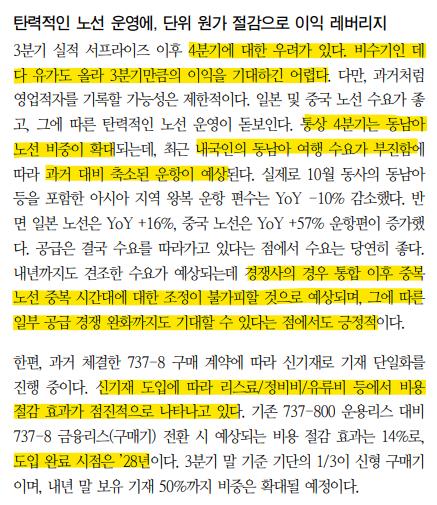 탄력적인 노선 운영에, 단위 원가 절감으로 이익 레버리지
3분기 실적 서프라이즈 이후 4분기에 대한 우려가 있다. 비수기인 데
다 유가도 올라 3분기만큼의 이익을 기대하긴 어렵다. 다만, 과거처럼
영업적자를 기록할 가능성은 제한적이다. 일본 및 중국 노선 수요가 좋
고, 그에 따른 탄력적인 노선 운영이 돋보인다. 통상 4분기는 동남아
노선 비중이 확대되는데, 최근 내국인의 동남아 여행 수요가 부진함에
따라 과거 대비 축소된 운항이 예상된다. 실제로 10월 동사의 동남아
등을 포함한 아시아 지역 왕복 운항 편수는 YoY -10% 감소했다. 반
면 일본 노선은 YoY +16%, 중국 노선은 YoY +57% 운항편이 증가했
다. 공급은 결국 수요를 따라가고 있다는 점에서 수요는 당연히 좋다.
내년까지도 견조한 수요가 예상되는데 경쟁사의 경우 통합 이후 중복
노선 중복 시간대에 대한 조정이 불가피할 것으로 예상되며, 그에 따른
일부 공급 경쟁 완화까지도 기대할 수 있다는 점에서도 긍정적이다.
한편, 과거 체결한 737-8 구매 계약에 따라 신기재로 기재 단일화를
진행 중이다. 신기재 도입에 따라 리스료/정비비/유류비 등에서 비용
절감 효과가 점진적으로 나타나고 있다. 기존 737-800 운용리스 대비
737-8 금융리스(구매기) 전환 시 예상되는 비용 절감 효과는 14%로,
도입 완료 시점은 '28년이다. 3분기 말 기준 기단의 1/3이 신형 구매기
이며, 내년 말 보유 기재 50%까지 비중은 확대될 예정이다.